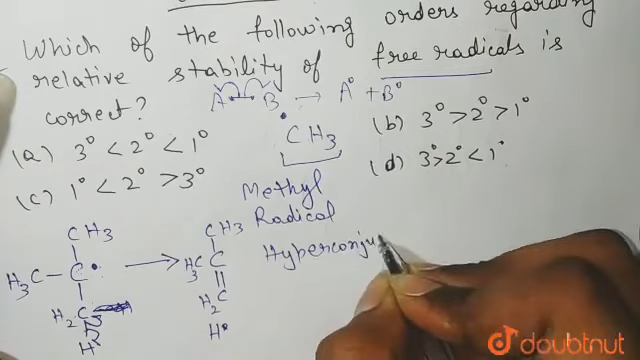 Which of the following orders regarding
relative stability of free radicals is
correct?
A — B → A° + B°
(a) 3° < 2° < 1°
(b) 3° > 2° > 1°
(c) 1° < 2° > 3°
(d) 3° > 2° < 1°
•CH3
Methyl
Radical
CH3
H3C — C •
H2C
H
→
CH3
H3C C
H2C
H•
Hyperconju
doubtnut